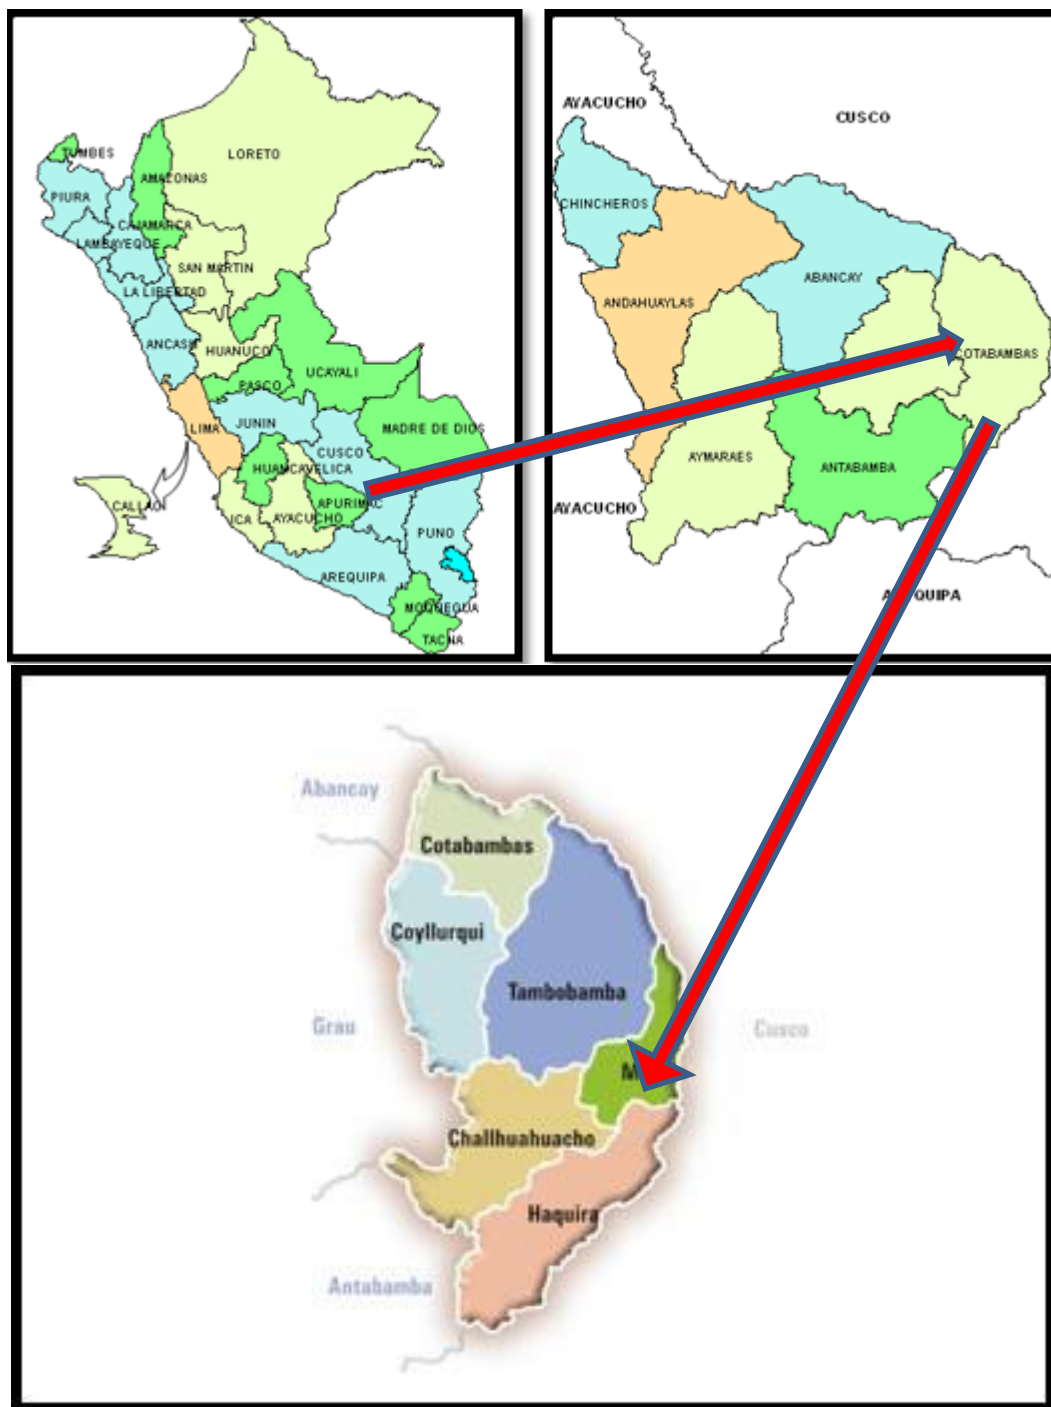 TUMBES
LORETO
AMAZONAS
PIURA
CAJAMARCA
LAMBAYEQUE
SAN MARTIN
LA LIBERTAD
ANCASH
HUANUCO
UCAYALI
PASCO
LIMA
JUNIN
MADRE DE DIOS
CUSCO
HUANCAVELICA
CALLAO
APURIMAC
ICA
AYACUCHO
PUNO
AREQUIPA
MOQUEGUA
TACNA
AYACUCHO
CUSCO
CHINCHEROS
ABANCAY
ANDAHUAYLAS
COTABAMBAS
AYMARAES
ANTABAMBA
AYACUCHO
QUIPA
Abancay
Cotabambas
Coyllurqui
Tambobamba
Grau
Cusco
M
Challhuahuacho
Haquira
Antabamba